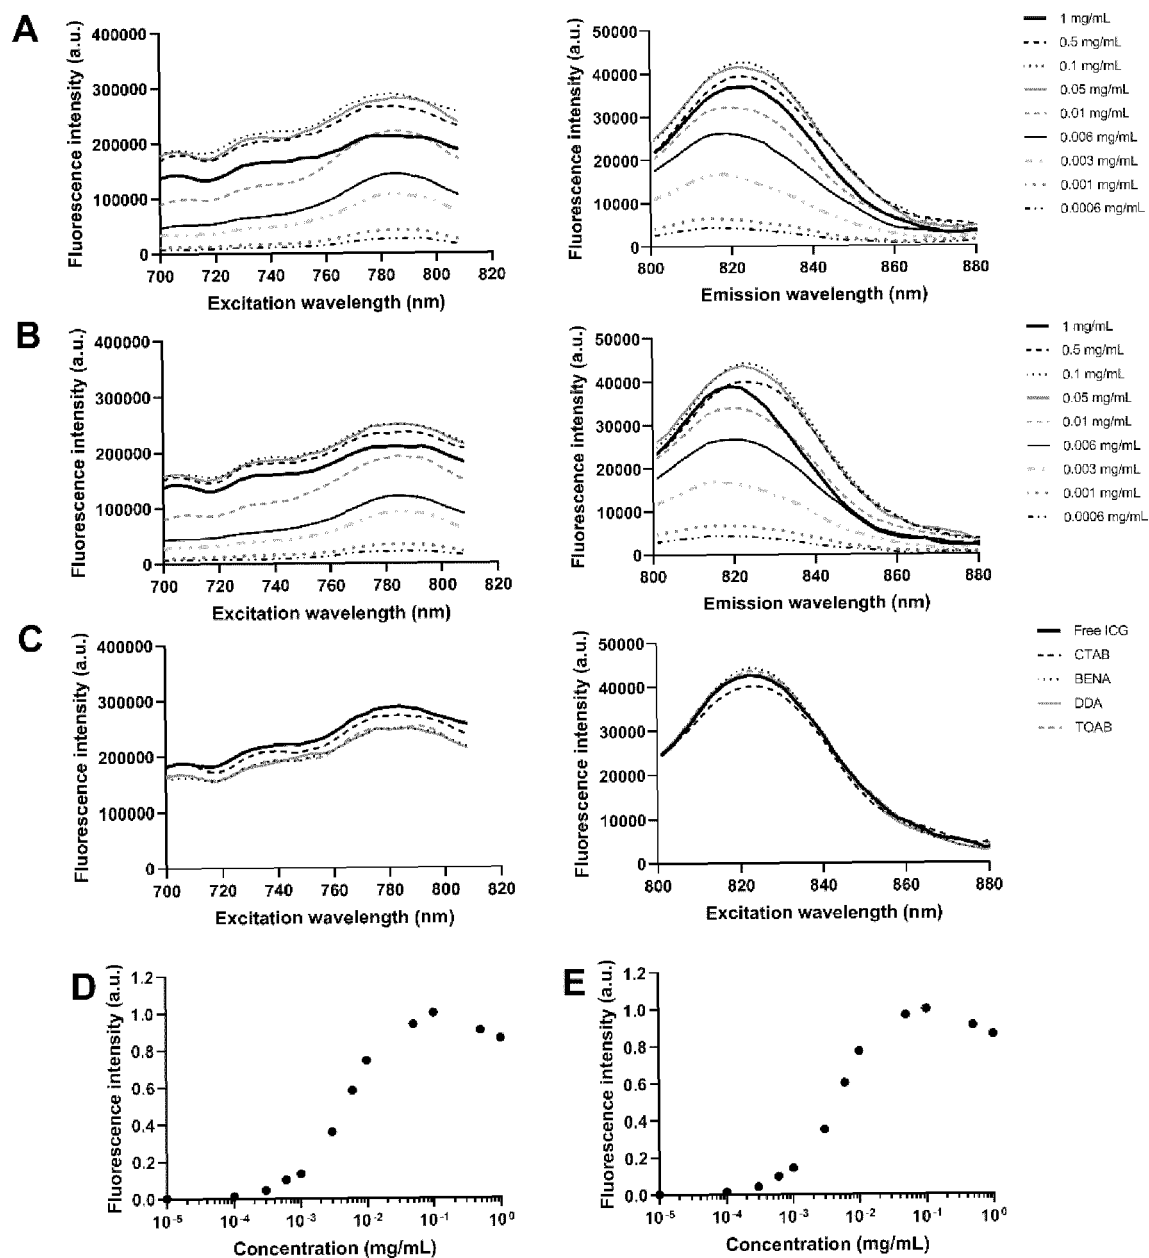 A
Fluorescence intensity (a.u.)
400000
300000
200000
100000
0
700 720 740 760 780 800 820
Excitation wavelength (nm)
Fluorescence intensity (a.u.)
50000
40000
30000
20000
10000
0
800 820 840 860 880
Emission wavelength (nm)
1 mg/mL
0.5 mg/mL
0.1 mg/mL
0.05 mg/mL
0.01 mg/mL
0.006 mg/mL
0.003 mg/mL
0.001 mg/mL
0.0006 mg/mL
B
Fluorescence intensity (a.u.)
400000
300000
200000
100000
0
700 720 740 760 780 800 820
Excitation wavelength (nm)
Fluorescence intensity (a.u.)
50000
40000
30000
20000
10000
0
800 820 840 860 880
Emission wavelength (nm)
1 mg/mL
0.5 mg/mL
0.1 mg/mL
0.05 mg/mL
0.01 mg/mL
0.006 mg/mL
0.003 mg/mL
0.001 mg/mL
0.0006 mg/mL
C
Fluorescence intensity (a.u.)
400000
300000
200000
100000
0
700 720 740 760 780 800 820
Excitation wavelength (nm)
Fluorescence intensity (a.u.)
50000
40000
30000
20000
10000
0
800 820 840 860 880
Excitation wavelength (nm)
Free ICG
CTAB
BENA
DDA
TOAB
D
Fluorescence intensity (a.u.)
1.2
1.0
0.8
0.6
0.4
0.2
0.0
10⁻⁵ 10⁻⁴ 10⁻³ 10⁻² 10⁻¹ 10⁰
Concentration (mg/mL)
E
Fluorescence intensity (a.u.)
1.2
1.0
0.8
0.6
0.4
0.2
0.0
10⁻⁵ 10⁻⁴ 10⁻³ 10⁻² 10⁻¹ 10⁰
Concentration (mg/mL)